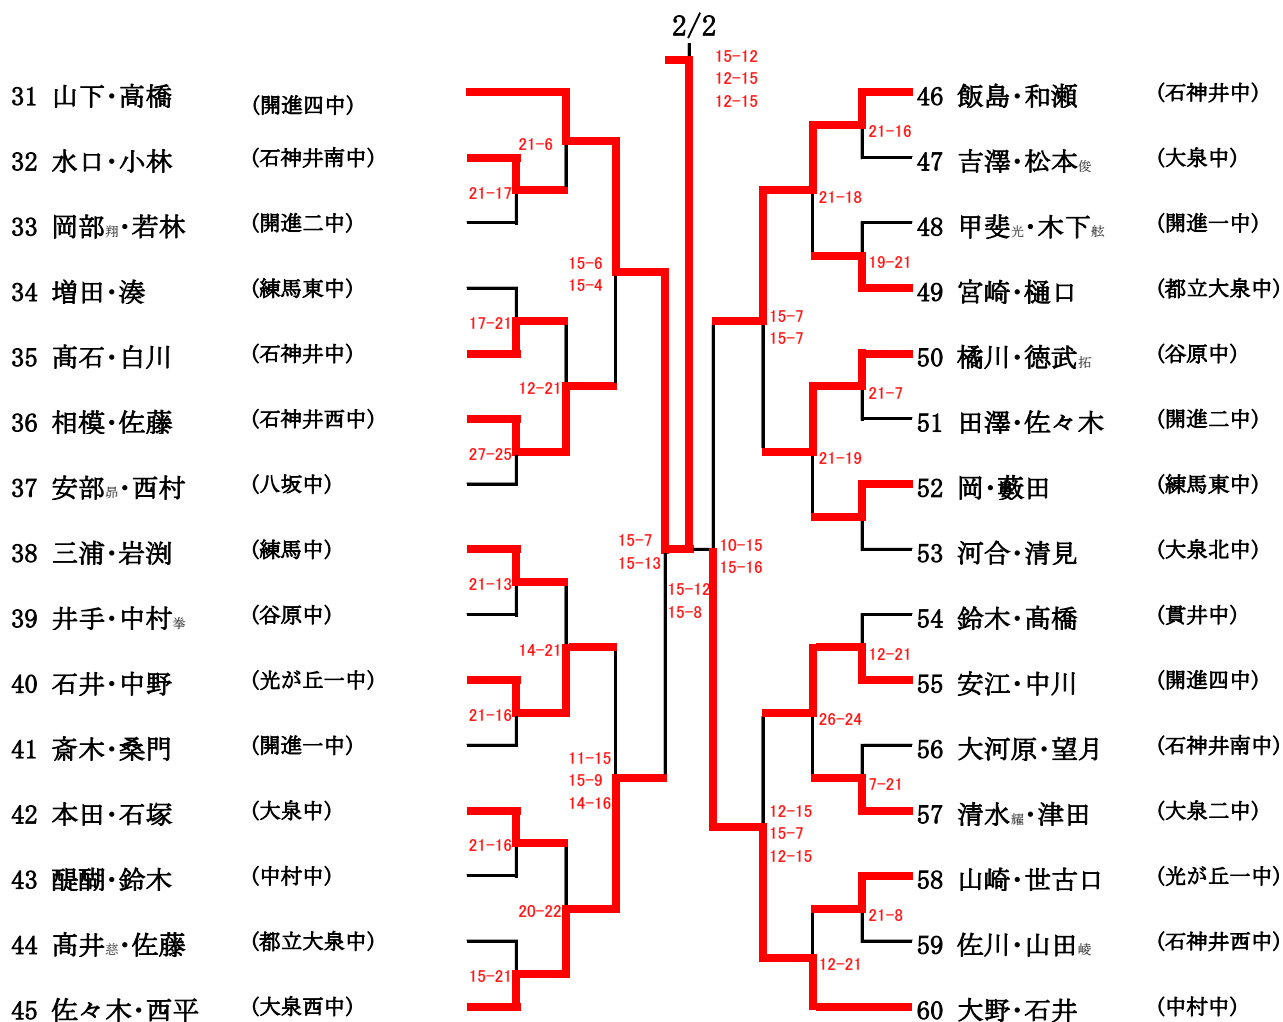 2/2
15-12
12-15
12-15
31 山下・高橋 (開進四中)
21-6
32 水口・小林 (石神井南中)
21-17
33 岡部翔・若林 (開進二中)
15-6
15-4
34 増田・湊 (練馬東中)
17-21
35 髙石・白川 (石神井中)
12-21
36 相模・佐藤 (石神井西中)
27-25
37 安部昴・西村 (八坂中)
15-7
15-13
38 三浦・岩渕 (練馬中)
21-13
39 井手・中村拳 (谷原中)
14-21
40 石井・中野 (光が丘一中)
21-16
41 斎木・桑門 (開進一中)
11-15
15-9
14-16
42 本田・石塚 (大泉中)
21-16
43 醍醐・鈴木 (中村中)
20-22
44 髙井慈・佐藤 (都立大泉中)
15-21
45 佐々木・西平 (大泉西中)
15-12
15-8
46 飯島・和瀬 (石神井中)
21-16
47 吉澤・松本俊 (大泉中)
21-18
48 甲斐光・木下舷 (開進一中)
19-21
49 宮崎・樋口 (都立大泉中)
15-7
15-7
50 橘川・徳武拓 (谷原中)
21-7
51 田澤・佐々木 (開進二中)
21-19
52 岡・藪田 (練馬東中)
53 河合・清見 (大泉北中)
10-15
15-16
54 鈴木・髙橋 (貫井中)
12-21
55 安江・中川 (開進四中)
26-24
56 大河原・望月 (石神井南中)
7-21
57 清水耀・津田 (大泉二中)
12-15
15-7
12-15
58 山崎・世古口 (光が丘一中)
21-8
59 佐川・山田崚 (石神井西中)
12-21
60 大野・石井 (中村中)